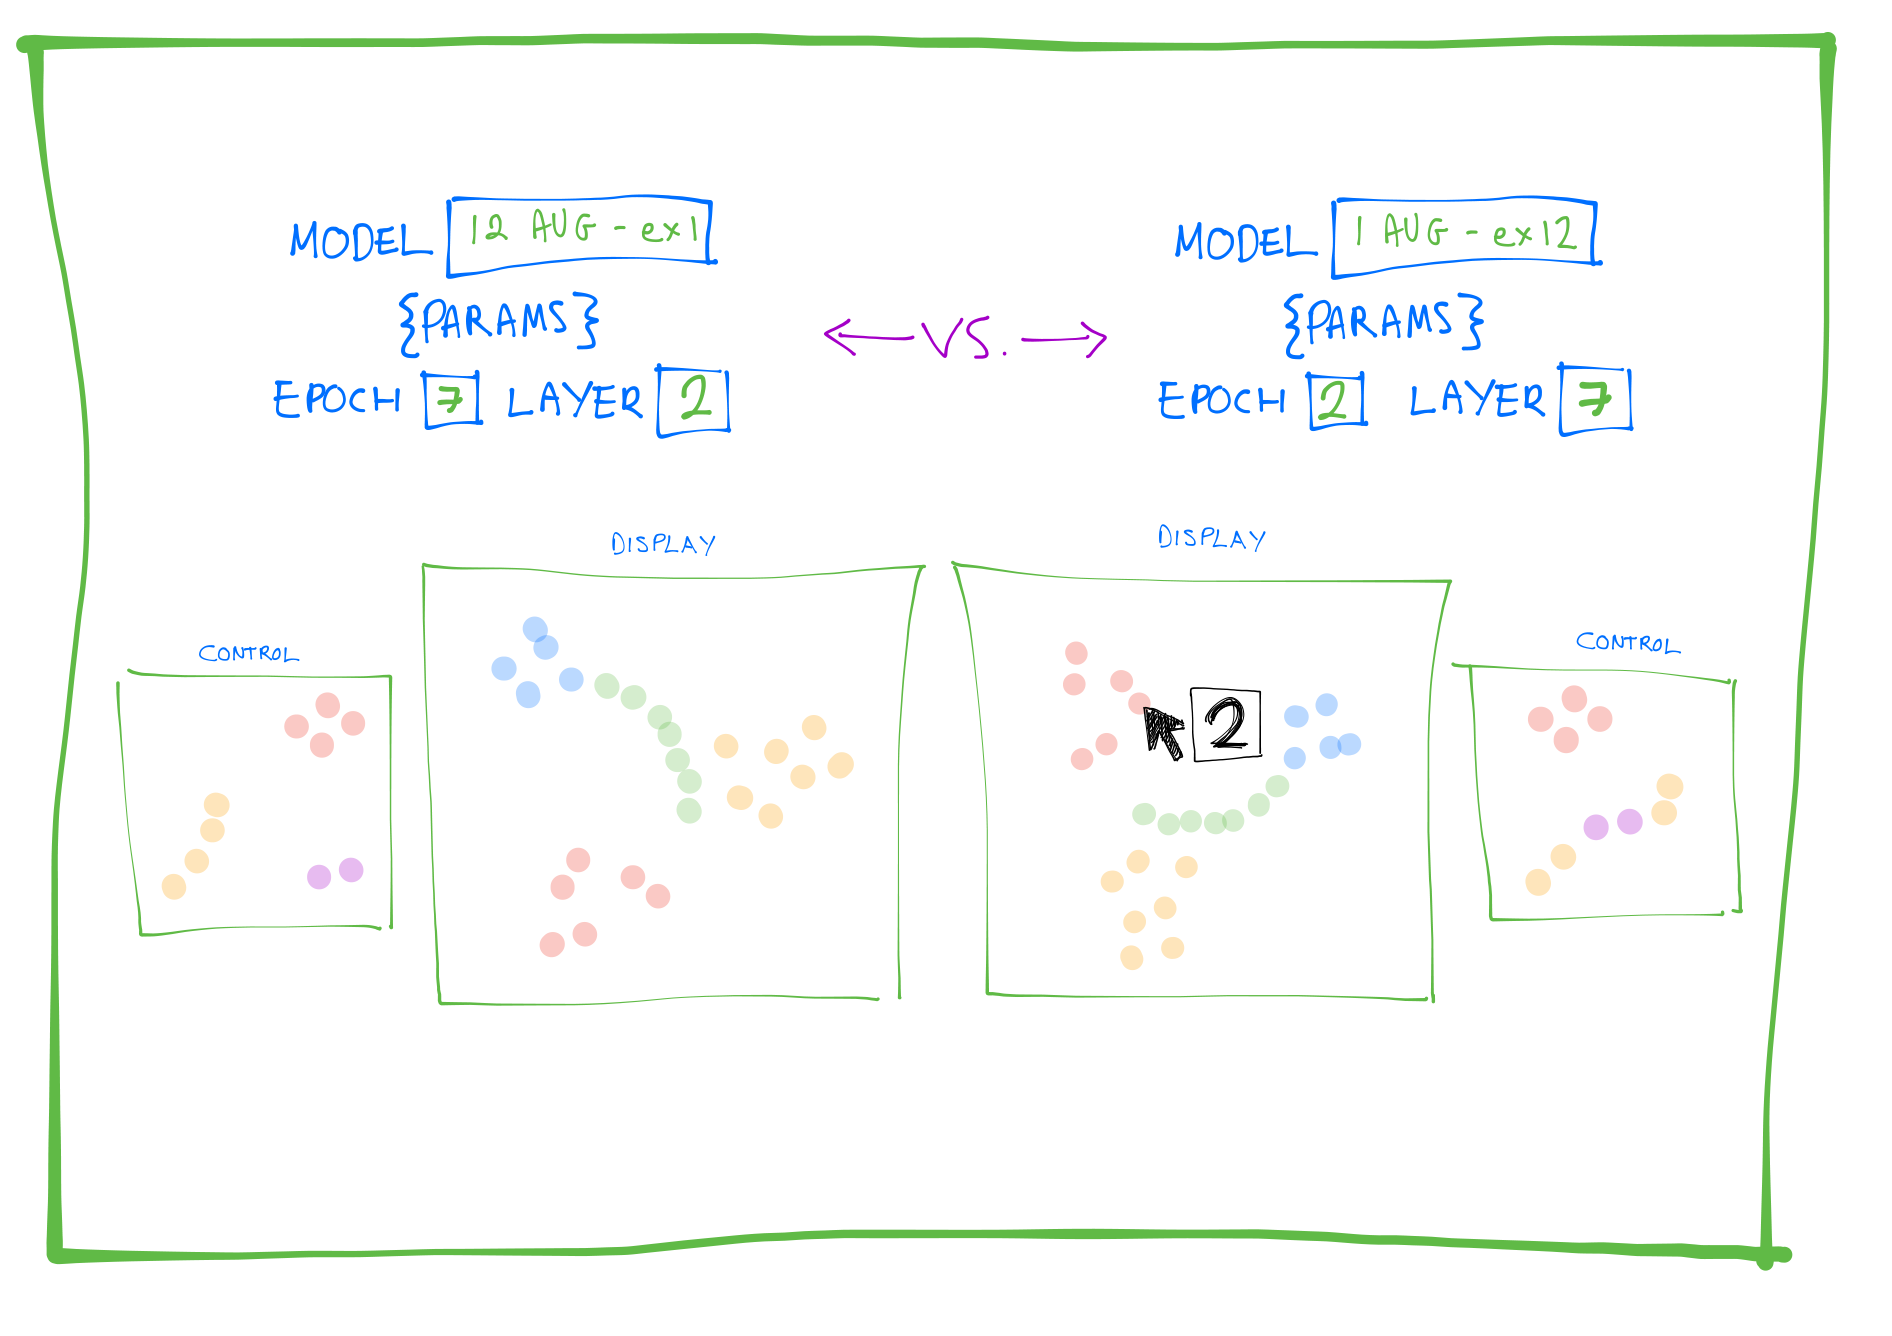 MODEL 12 AUG - ex1
{PARAMS}
EPOCH 7 LAYER 2
← VS. →
MODEL 1 AUG - ex12
{PARAMS}
EPOCH 2 LAYER 7
CONTROL
DISPLAY
DISPLAY
2
CONTROL